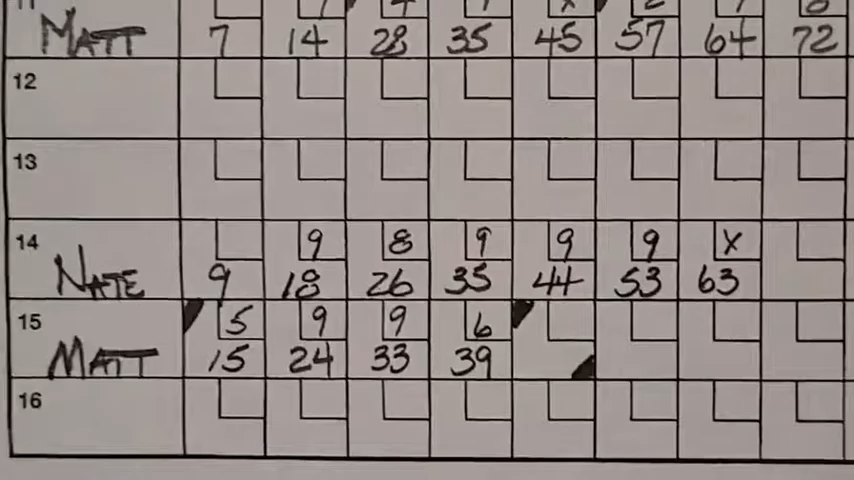 MATT 7 14 28 35 45 57 64 72
12
13
14 9 8 9 9 9 X
NATE 9 18 26 35 44 53 63
15 5 9 9 6
MATT 15 24 33 39
16